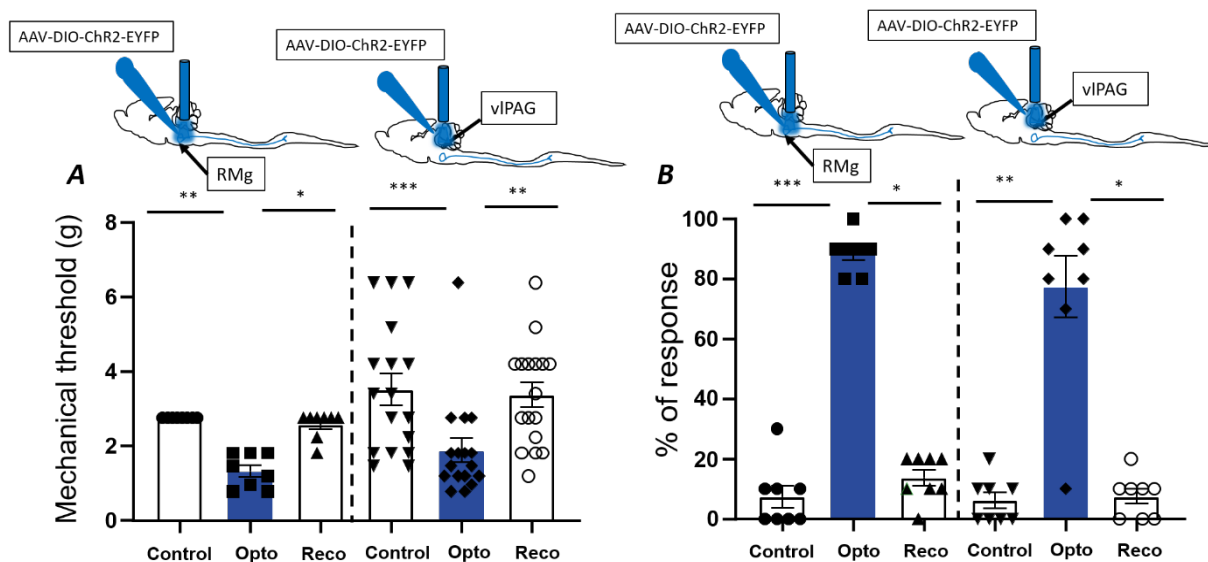 AAV-DIO-ChR2-EYFP
AAV-DIO-ChR2-EYFP
vlPAG
RMg
A
** * *** **
Mechanical threshold (g)
8
6
4
2
0
Control Opto Reco Control Opto Reco
AAV-DIO-ChR2-EYFP
AAV-DIO-ChR2-EYFP
vlPAG
RMg
B
*** * ** *
% of response
100
80
60
40
20
0
Control Opto Reco Control Opto Reco